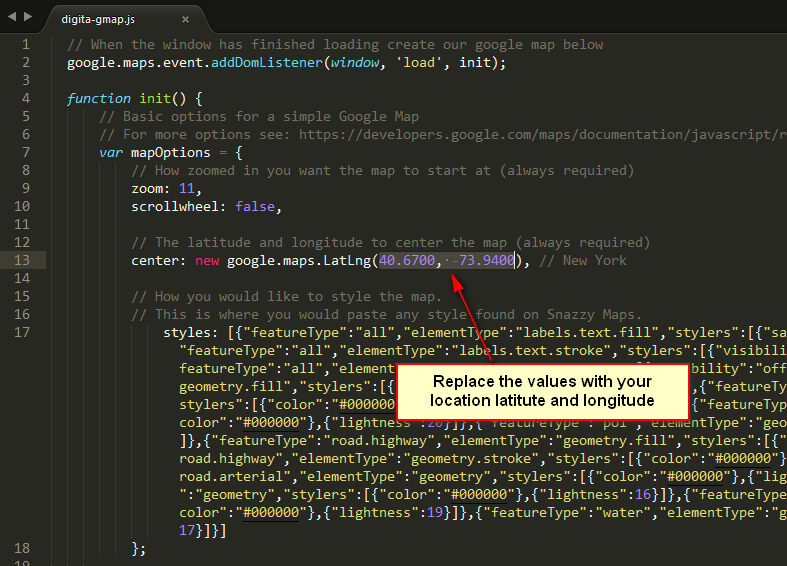 digita-gmap.js ×
1 // When the window has finished loading create our google map below
2 google.maps.event.addDomListener(window, 'load', init);
3
4 function init() {
5 // Basic options for a simple Google Map
6 // For more options see: https://developers.google.com/maps/documentation/javascript/r
7 var mapOptions = {
8 // How zoomed in you want the map to start at (always required)
9 zoom: 11,
10 scrollwheel: false,
11
12 // The latitude and longitude to center the map (always required)
13 center: new google.maps.LatLng(40.6700, -73.9400), // New York
14
15 // How you would like to style the map.
16 // This is where you would paste any style found on Snazzy Maps.
17 styles: [{"featureType":"all","elementType":"labels.text.fill","stylers":[{"sa
"featureType":"all","elementType":"labels.text.stroke","stylers":[{"visibili
featureType":"all","elem bility":"off
geometry.fill","stylers":[{ ,{"featureT
stylers":[{"color":"#000000" {"feature
color":"#000000"},{"lightness":20}]},{"featureType":"poi","elementType":"geo
]},{"featureType":"road.highway","elementType":"geometry.fill","stylers":[{"
road.highway","elementType":"geometry.stroke","stylers":[{"color":"#000000"}
road.arterial","elementType":"geometry","stylers":[{"color":"#000000"},{"lig
":"geometry","stylers":[{"color":"#000000"},{"lightness":16}]},{"featureType
color":"#000000"},{"lightness":19}]},{"featureType":"water","elementType":"g
17}]}]
18 };
Replace the values with your
location latitute and longitude